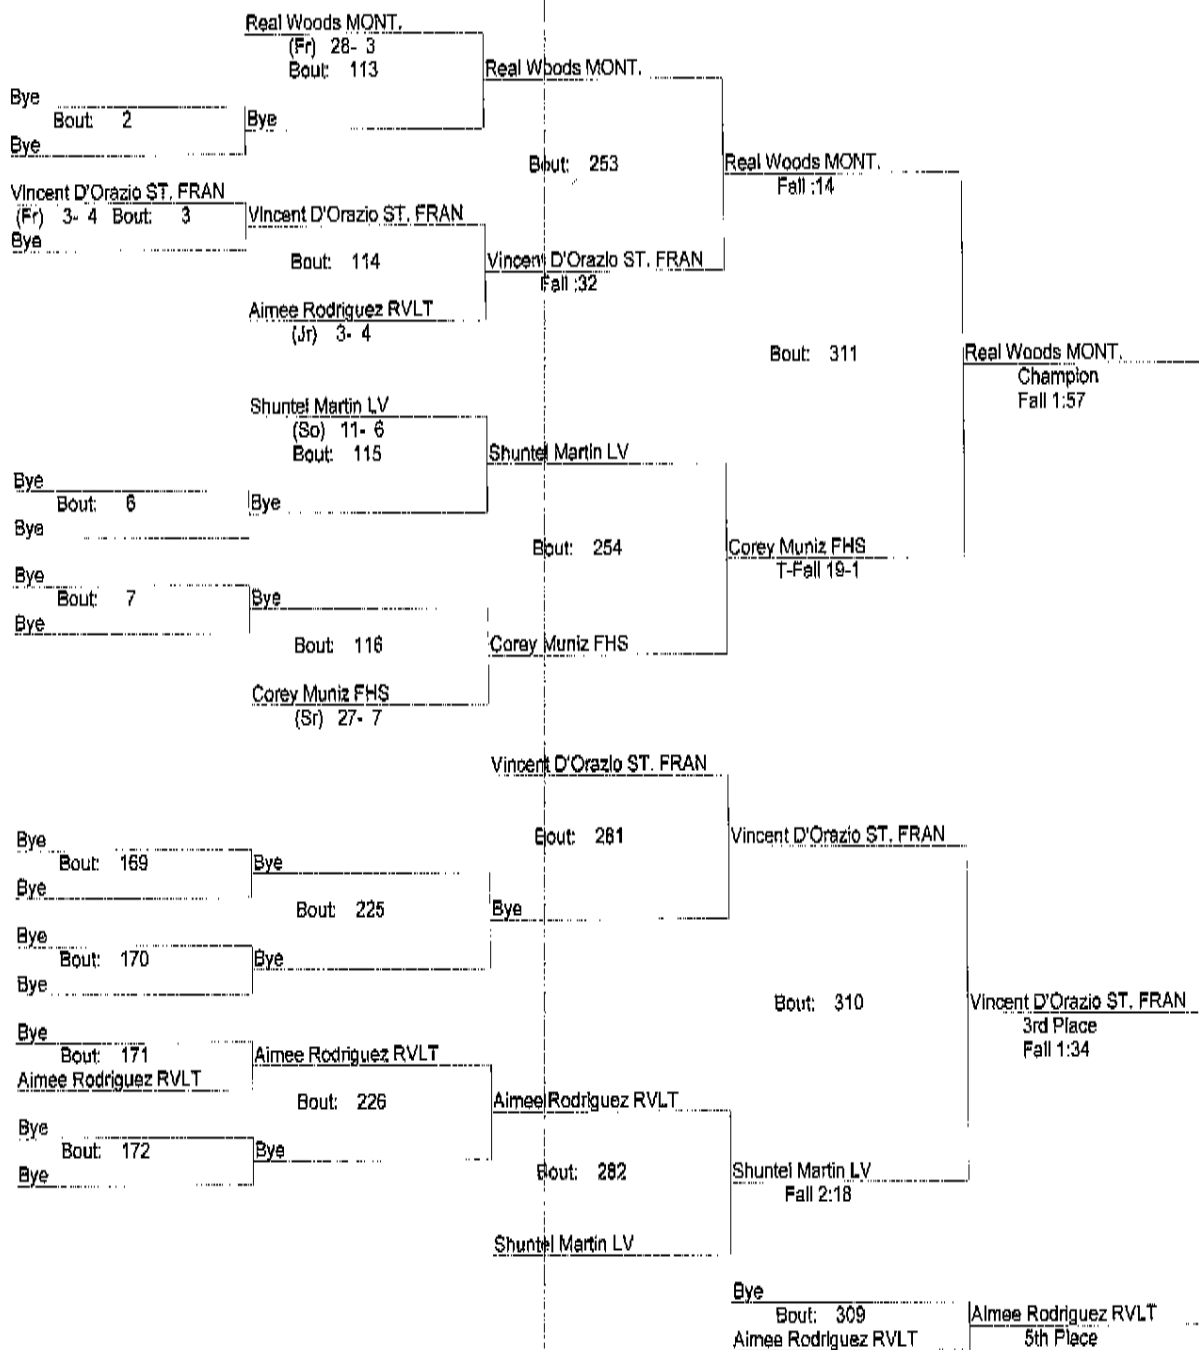 Real Woods MONT.
(Fr) 28- 3
Bout: 113
Real Woods MONT.
Bye
Bout: 2
Bye
Bye
Bout: 253
Real Woods MONT.
Fall :14
Vincent D'Orazio ST. FRAN
(Fr) 3- 4 Bout: 3
Vincent D'Orazio ST. FRAN
Bye
Bout: 114
Vincent D'Orazio ST. FRAN
Fall :32
Aimee Rodriguez RVLT
(Jr) 3- 4
Bout: 311
Real Woods MONT.
Champion
Fall 1:57
Shuntel Martin LV
(So) 11- 6
Bout: 115
Shuntel Martin LV
Bye
Bout: 6
Bye
Bye
Bout: 254
Corey Muniz FHS
T-Fall 19-1
Bye
Bout: 7
Bye
Bye
Bout: 116
Corey Muniz FHS
Corey Muniz FHS
(Sr) 27- 7
Vincent D'Orazio ST. FRAN
Bout: 281
Vincent D'Orazio ST. FRAN
Bye
Bout: 169
Bye
Bye
Bout: 225
Bye
Bye
Bout: 170
Bye
Bye
Bout: 310
Vincent D'Orazio ST. FRAN
3rd Place
Fall 1:34
Bye
Bout: 171
Aimee Rodriguez RVLT
Aimee Rodriguez RVLT
Bout: 226
Aimee Rodriguez RVLT
Bye
Bout: 172
Bye
Bye
Bout: 282
Shuntel Martin LV
Fall 2:18
Shuntel Martin LV
Bye
Bout: 309
Aimee Rodriguez RVLT
Aimee Rodriguez RVLT
5th Place